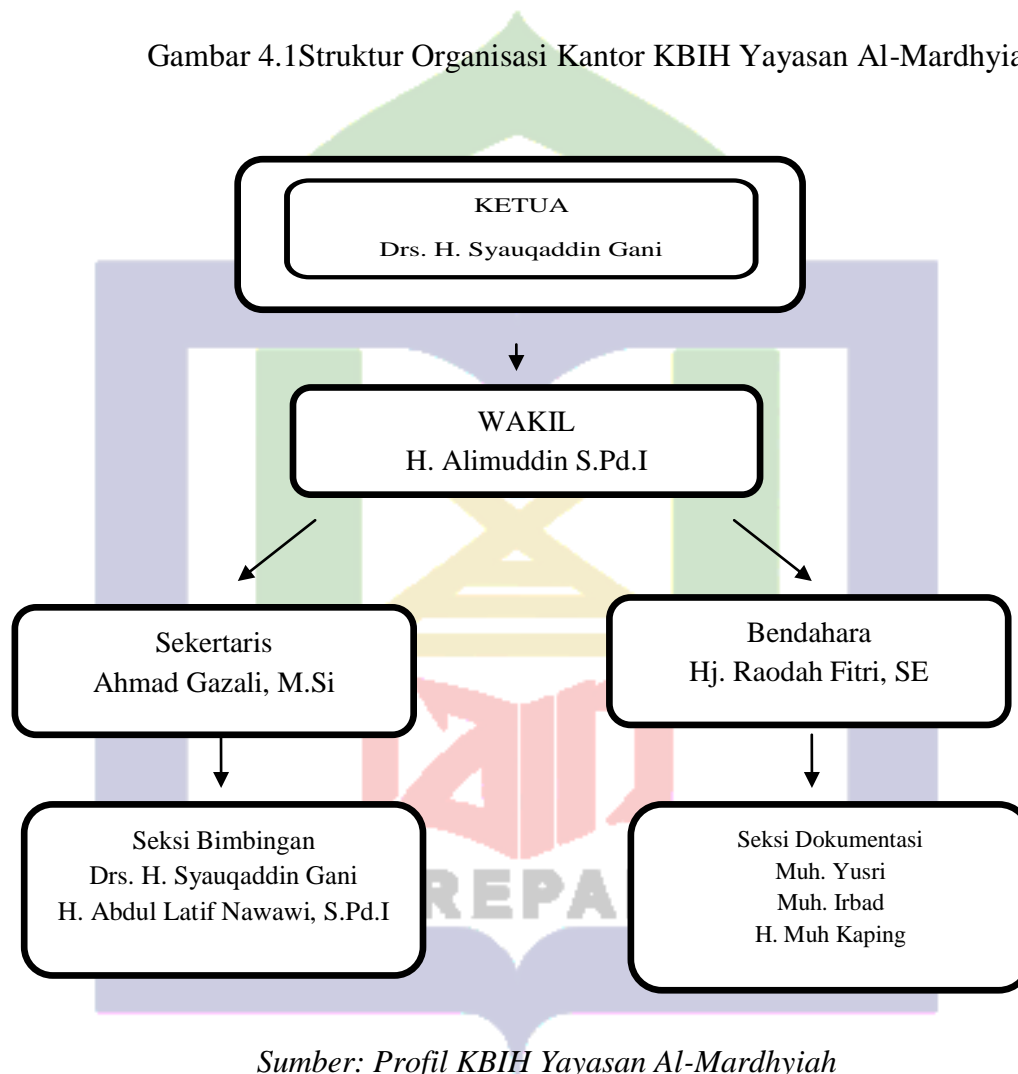 Gambar 4.1Struktur Organisasi Kantor KBIH Yayasan Al-Mardhyia
KETUA
Drs. H. Syauqaddin Gani
WAKIL
H. Alimuddin S.Pd.I
Sekertaris
Ahmad Gazali, M.Si
Bendahara
Hj. Raodah Fitri, SE
Seksi Bimbingan
Drs. H. Syauqaddin Gani
H. Abdul Latif Nawawi, S.Pd.I
Seksi Dokumentasi
Muh. Yusri
Muh. Irbad
H. Muh Kaping
REPA
Sumber: Profil KBIH Yayasan Al-Mardhyiah